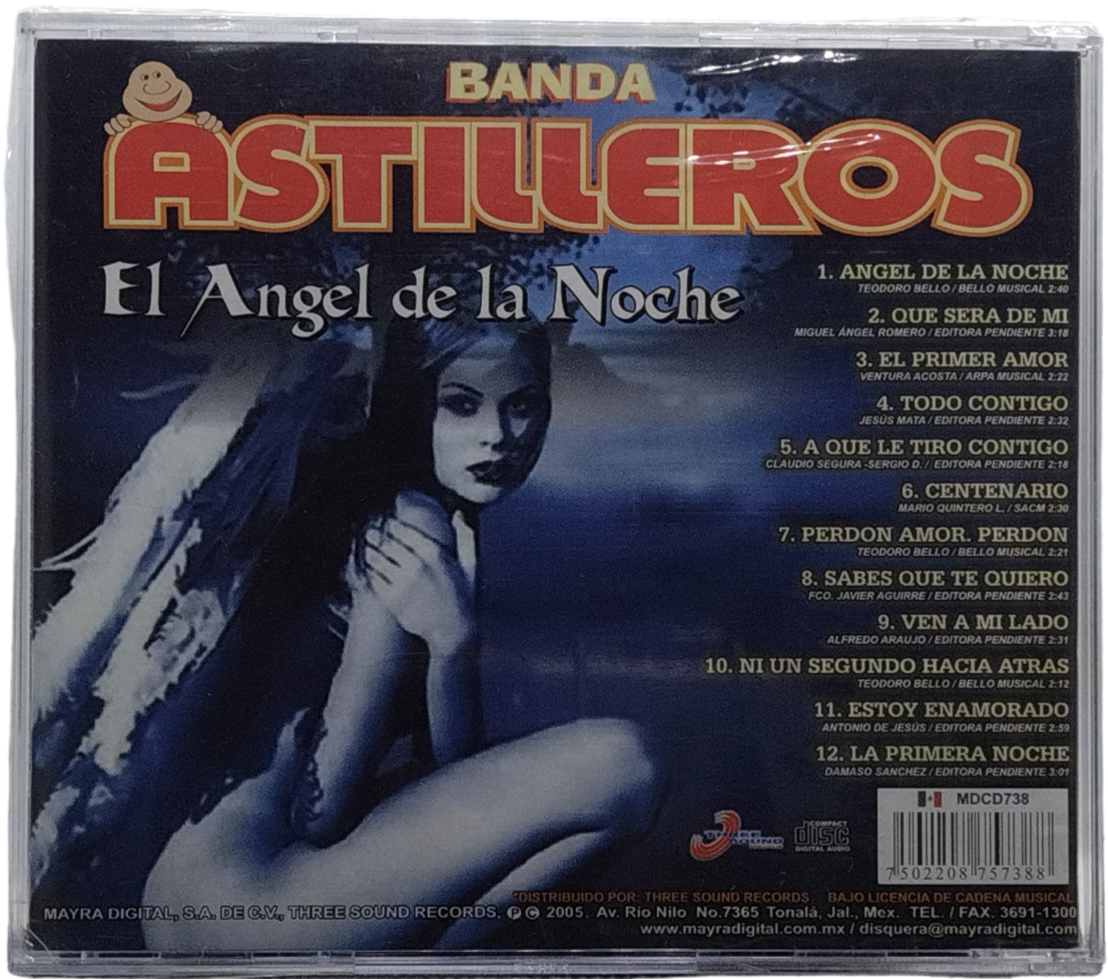 BANDA
ASTILLEROS
El Angel de la Noche
1. ANGEL DE LA NOCHE
TEODORO BELLO / BELLO MUSICAL 2:40
2. QUE SERA DE MI
MIGUEL ÁNGEL ROMERO / EDITORA PENDIENTE 3:18
3. EL PRIMER AMOR
VENTURA ACOSTA / ARPA MUSICAL 2:22
4. TODO CONTIGO
JESÚS MATA / EDITORA PENDIENTE 2:32
5. A QUE LE TIRO CONTIGO
CLAUDIO SEGURA -SERGIO D. / EDITORA PENDIENTE 2:18
6. CENTENARIO
MARIO QUINTERO L. / SACM 2:30
7. PERDON AMOR. PERDON
TEODORO BELLO / BELLO MUSICAL 2:21
8. SABES QUE TE QUIERO
FCO. JAVIER AGUIRRE / EDITORA PENDIENTE 2:43
9. VEN A MI LADO
ALFREDO ARAUJO / EDITORA PENDIENTE 2:31
10. NI UN SEGUNDO HACIA ATRAS
TEODORO BELLO / BELLO MUSICAL 2:12
11. ESTOY ENAMORADO
ANTONIO DE JESÚS / EDITORA PENDIENTE 2:59
12. LA PRIMERA NOCHE
DAMASO SANCHEZ / EDITORA PENDIENTE 3:01
MDCD738
THREE SOUND
COMPACT
disc
DIGITAL AUDIO
7 502208 757388
*DISTRIBUIDO POR: THREE SOUND RECORDS BAJO LICENCIA DE CADENA MUSICAL
MAYRA DIGITAL, S.A. DE C.V., THREE SOUND RECORDS, ℗ © 2005. Av. Río Nilo No.7365 Tonalá, Jal., Mex. TEL. / FAX. 3691-1300
www.mayradigital.com.mx / disquera@mayradigital.com